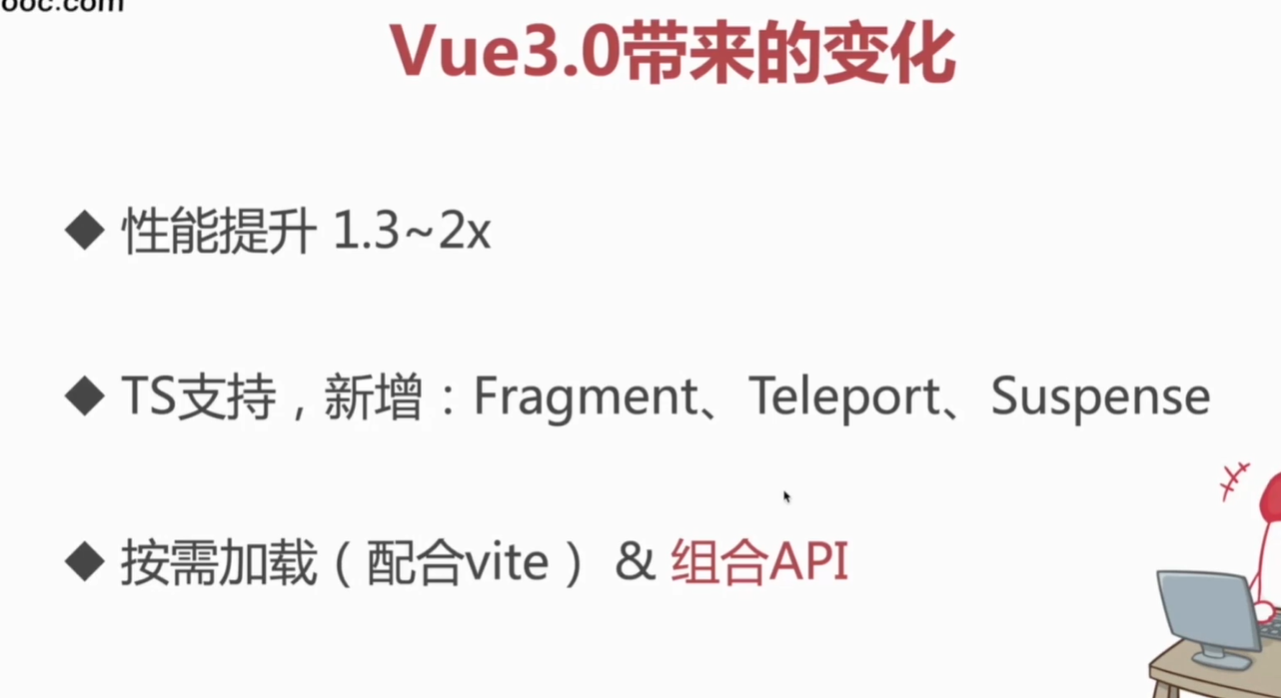 ooc.com
Vue3.0带来的变化
◆ 性能提升 1.3~2x
◆ TS支持，新增：Fragment、Teleport、Suspense
◆ 按需加载（配合vite） & 组合API